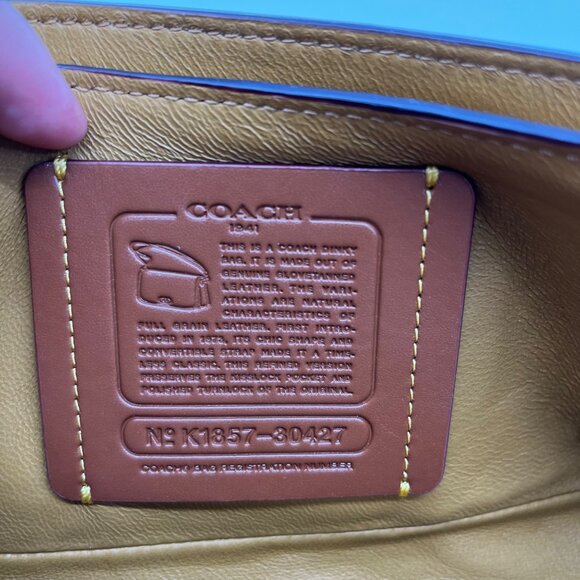 COACH
1941
THIS IS A COACH DINKY
BAG. IT IS MADE OUT OF
GENUINE GLOVETANNED
LEATHER. THE VARI-
ATIONS ARE NATURAL
CHARACTERISTICS OF
FULL GRAIN LEATHER. FIRST INTRO-
DUCED IN 1973, ITS CHIC SHAPE AND
CONVERTIBLE STRAP MADE IT A TIME-
LESS CLASSIC. THIS REFINED VERSION
PRESERVES THE KISSLOCK POCKET AND
POLISHED TURNLOCK OF THE ORIGINAL.
Nº K1857-30427
COACH® BAG REGISTRATION NUMBER